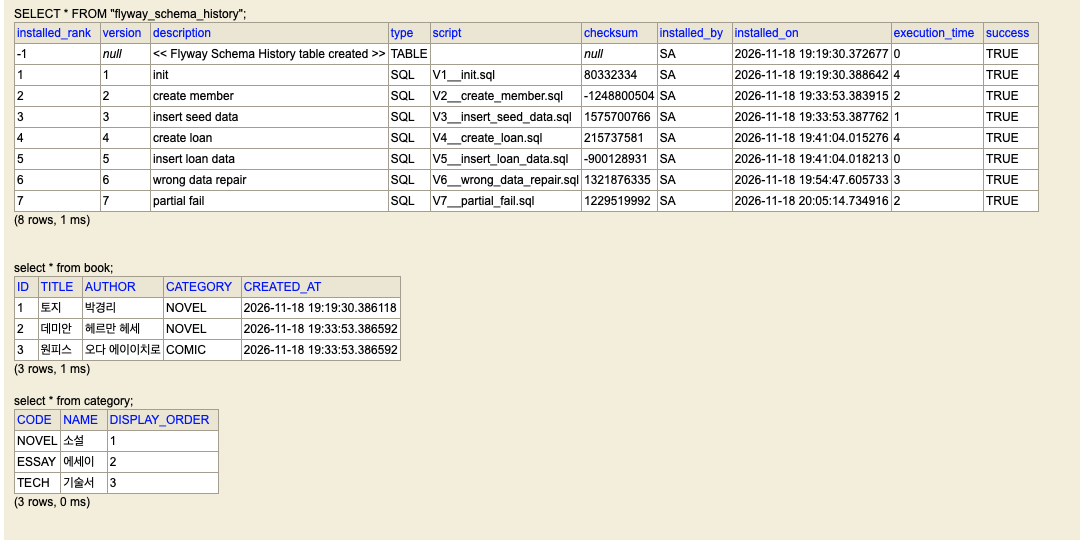 SELECT * FROM "flyway_schema_history";
installed_rank version description type script checksum installed_by installed_on execution_time success
-1 null << Flyway Schema History table created >> TABLE null SA 2026-11-18 19:19:30.372677 0 TRUE
1 1 init SQL V1__init.sql 80332334 SA 2026-11-18 19:19:30.388642 4 TRUE
2 2 create member SQL V2__create_member.sql -1248800504 SA 2026-11-18 19:33:53.383915 2 TRUE
3 3 insert seed data SQL V3__insert_seed_data.sql 1575700766 SA 2026-11-18 19:33:53.387762 1 TRUE
4 4 create loan SQL V4__create_loan.sql 215737581 SA 2026-11-18 19:41:04.015276 4 TRUE
5 5 insert loan data SQL V5__insert_loan_data.sql -900128931 SA 2026-11-18 19:41:04.018213 0 TRUE
6 6 wrong data repair SQL V6__wrong_data_repair.sql 1321876335 SA 2026-11-18 19:54:47.605733 3 TRUE
7 7 partial fail SQL V7__partial_fail.sql 1229519992 SA 2026-11-18 20:05:14.734916 2 TRUE
(8 rows, 1 ms)
select * from book;
ID TITLE AUTHOR CATEGORY CREATED_AT
1 토지 박경리 NOVEL 2026-11-18 19:19:30.386118
2 데미안 헤르만 헤세 NOVEL 2026-11-18 19:33:53.386592
3 원피스 오다 에이이치로 COMIC 2026-11-18 19:33:53.386592
(3 rows, 1 ms)
select * from category;
CODE NAME DISPLAY_ORDER
NOVEL 소설 1
ESSAY 에세이 2
TECH 기술서 3
(3 rows, 0 ms)